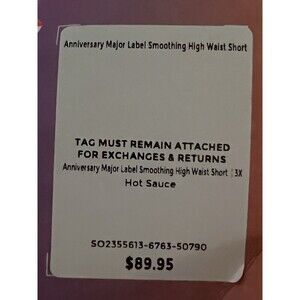 Anniversary Major Label Smoothing High Waist Short
TAG MUST REMAIN ATTACHED
FOR EXCHANGES & RETURNS
Anniversary Major Label Smoothing High Waist Short | 3X
Hot Sauce
SO2355613-6763-50790
$89.95